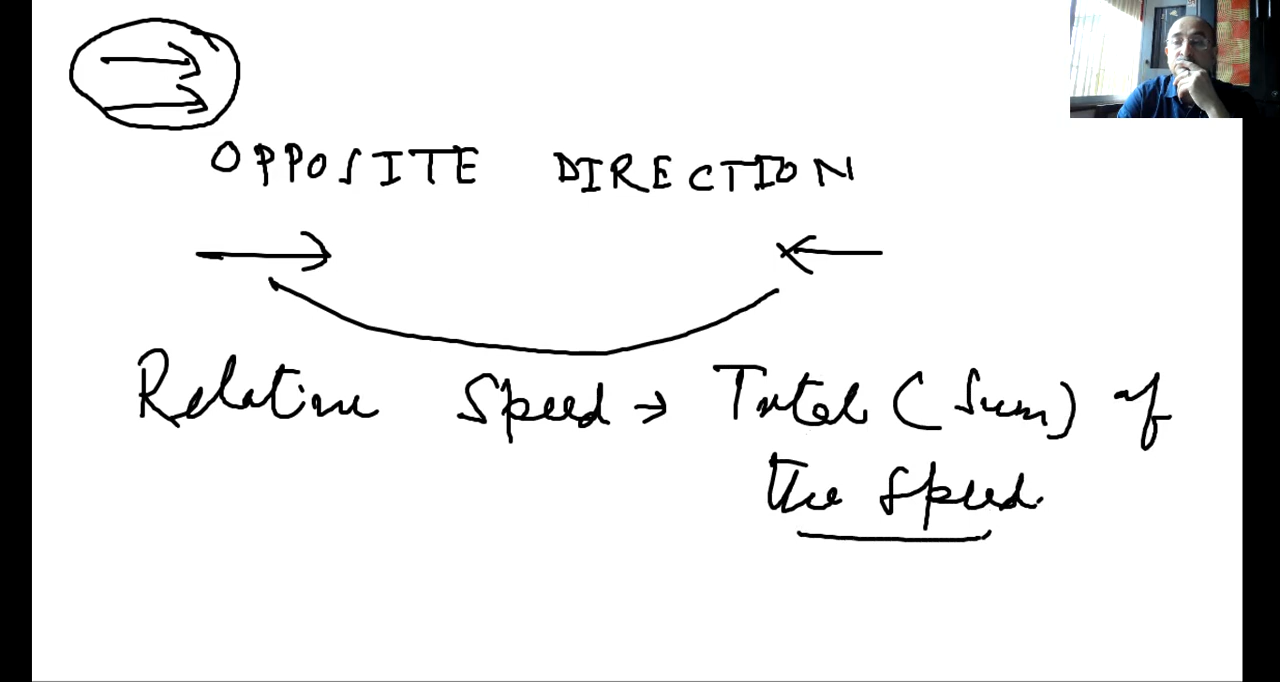 OPPOSITE DIRECTION
Relative Speed → Total (Sum) of
the Speed.